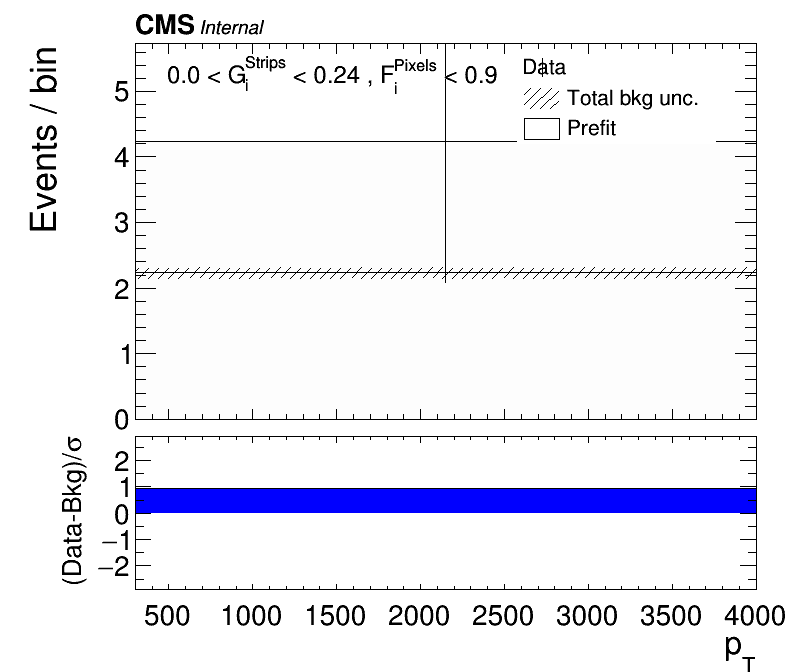 CMS Internal
0.0 < G_i^Strips < 0.24 , F_i^Pixels < 0.9
Data
Total bkg unc.
Prefit
Events / bin
5
4
3
2
1
0
(Data-Bkg)/σ
2
1
0
−1
−2
500 1000 1500 2000 2500 3000 3500 4000
p_T